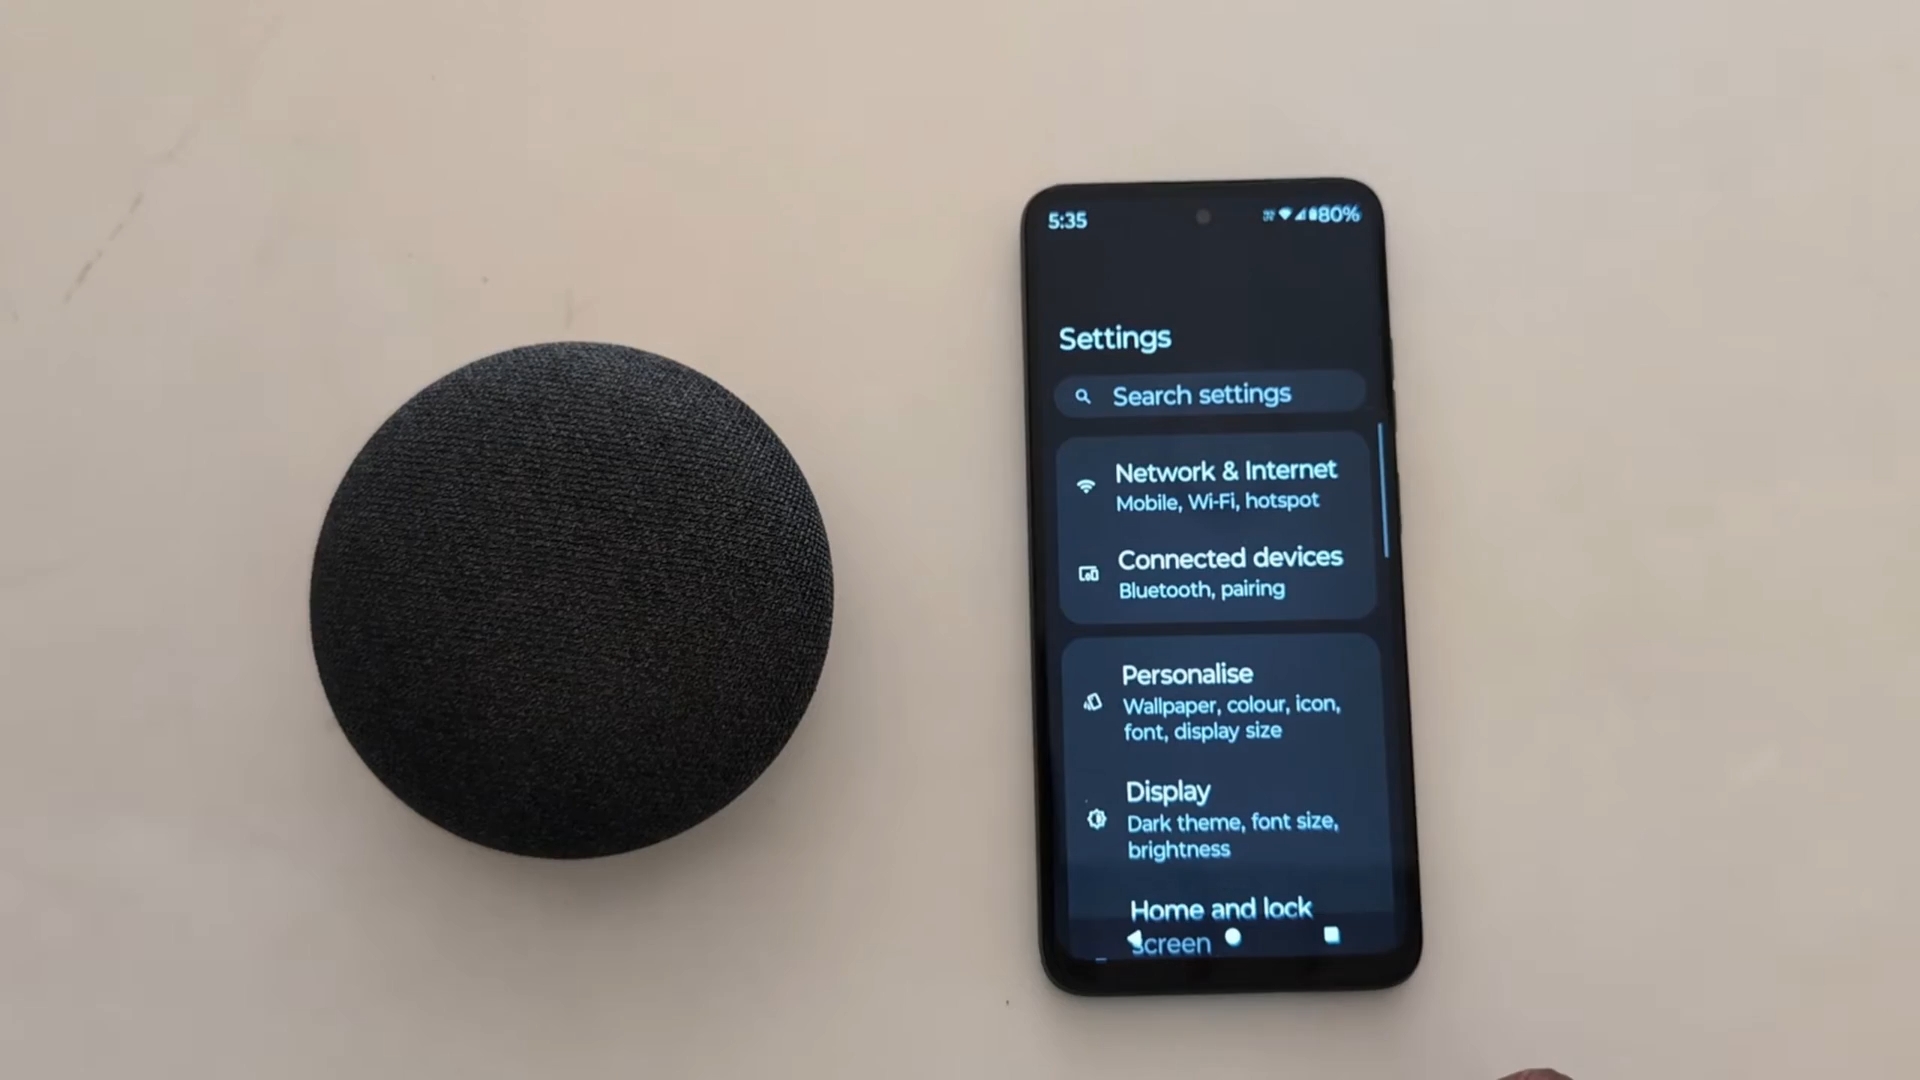 5:35
80%
Settings
Search settings
Network & Internet
Mobile, Wi-Fi, hotspot
Connected devices
Bluetooth, pairing
Personalise
Wallpaper, colour, icon,
font, display size
Display
Dark theme, font size,
brightness
Home and lock
screen